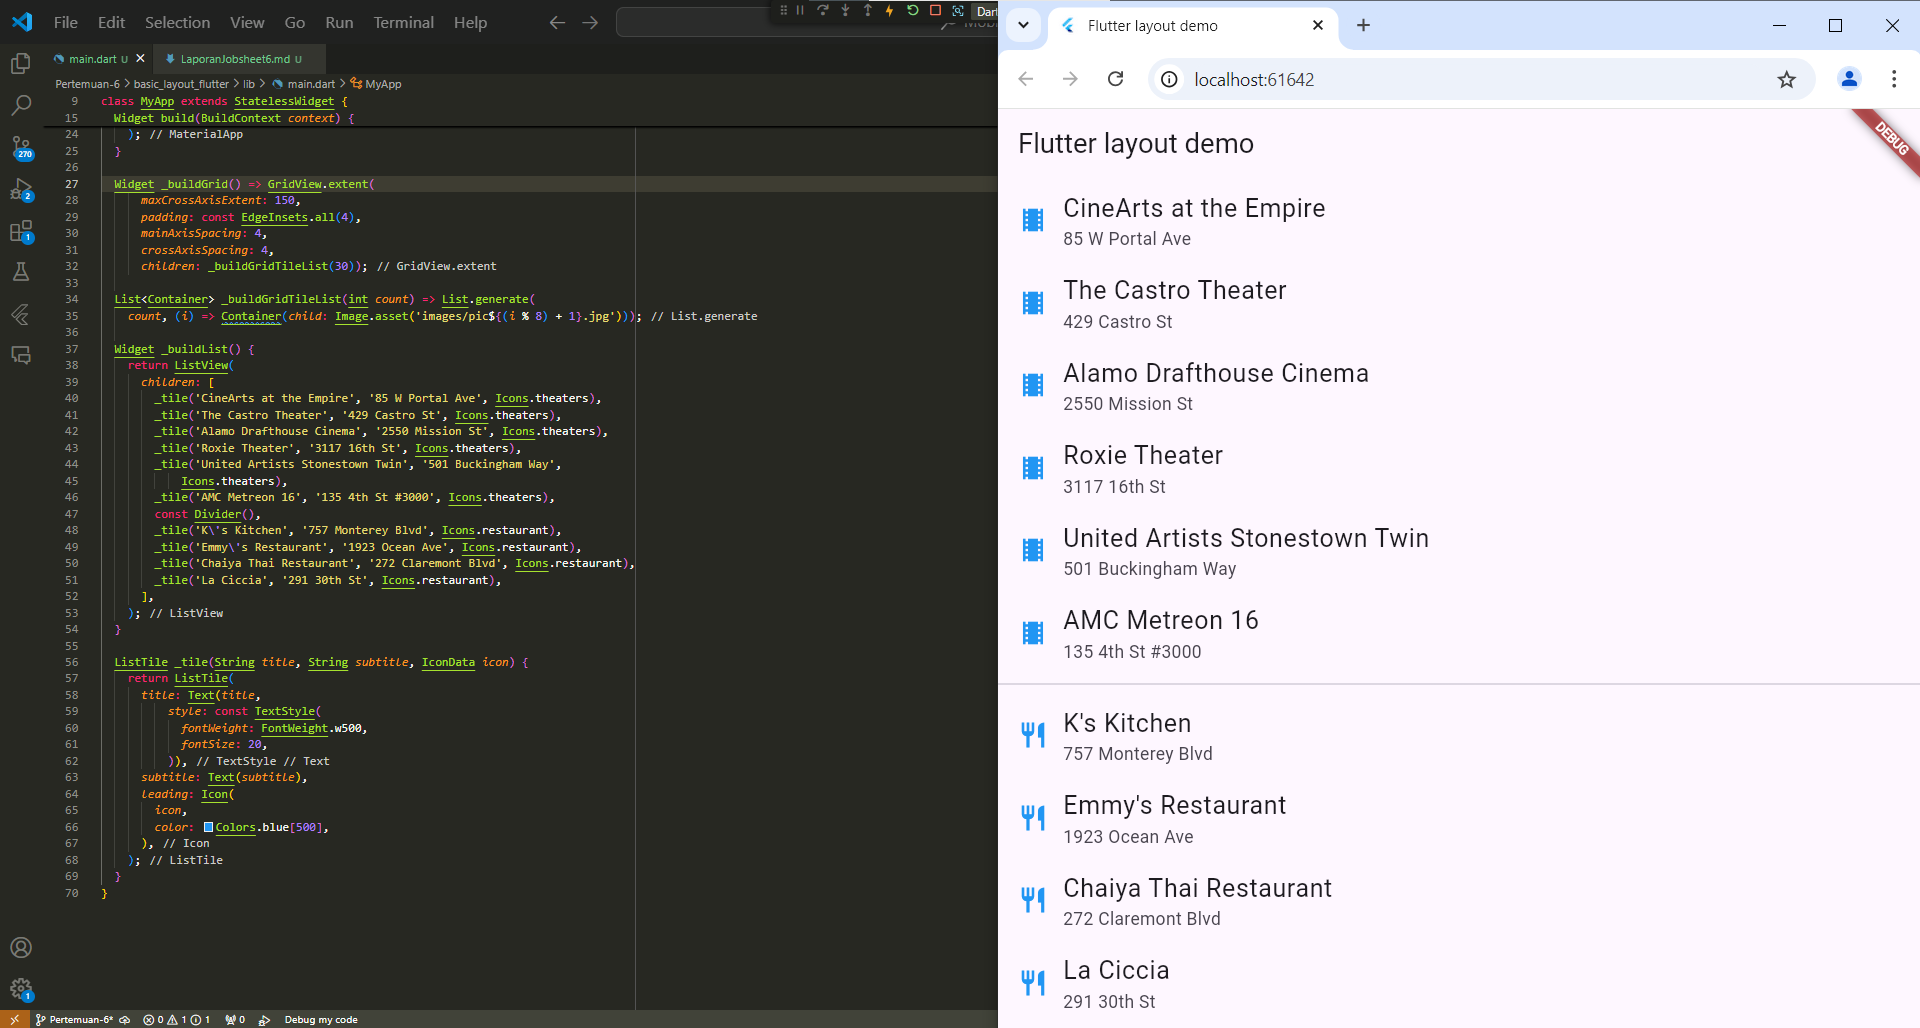 File Edit Selection View Go Run Terminal Help
Dart
main.dart U
LaporanJobsheet6.md U
Pertemuan-6 > basic_layout_flutter > lib > main.dart > MyApp
9 class MyApp extends StatelessWidget {
15 Widget build(BuildContext context) {
24 ); // MaterialApp
25 }
26
27 Widget _buildGrid() => GridView.extent(
28 maxCrossAxisExtent: 150,
29 padding: const EdgeInsets.all(4),
30 mainAxisSpacing: 4,
31 crossAxisSpacing: 4,
32 children: _buildGridTileList(30)); // GridView.extent
33
34 List<Container> _buildGridTileList(int count) => List.generate(
35 count, (i) => Container(child: Image.asset('images/pic${(i % 8) + 1}.jpg'))); // List.generate
36
37 Widget _buildList() {
38 return ListView(
39 children: [
40 _tile('CineArts at the Empire', '85 W Portal Ave', Icons.theaters),
41 _tile('The Castro Theater', '429 Castro St', Icons.theaters),
42 _tile('Alamo Drafthouse Cinema', '2550 Mission St', Icons.theaters),
43 _tile('Roxie Theater', '3117 16th St', Icons.theaters),
44 _tile('United Artists Stonestown Twin', '501 Buckingham Way',
45 Icons.theaters),
46 _tile('AMC Metreon 16', '135 4th St #3000', Icons.theaters),
47 const Divider(),
48 _tile('K\'s Kitchen', '757 Monterey Blvd', Icons.restaurant),
49 _tile('Emmy\'s Restaurant', '1923 Ocean Ave', Icons.restaurant),
50 _tile('Chaiya Thai Restaurant', '272 Claremont Blvd', Icons.restaurant),
51 _tile('La Ciccia', '291 30th St', Icons.restaurant),
52 ],
53 ); // ListView
54 }
55
56 ListTile _tile(String title, String subtitle, IconData icon) {
57 return ListTile(
58 title: Text(title,
59 style: const TextStyle(
60 fontWeight: FontWeight.w500,
61 fontSize: 20,
62 )), // TextStyle // Text
63 subtitle: Text(subtitle),
64 leading: Icon(
65 icon,
66 color: Colors.blue[500],
67 ), // Icon
68 ); // ListTile
69 }
70 }
270
2
1
1
Pertemuan-6* 0 1 1 0 Debug my code
Flutter layout demo
localhost:61642
DEBUG
Flutter layout demo
CineArts at the Empire
85 W Portal Ave
The Castro Theater
429 Castro St
Alamo Drafthouse Cinema
2550 Mission St
Roxie Theater
3117 16th St
United Artists Stonestown Twin
501 Buckingham Way
AMC Metreon 16
135 4th St #3000
K's Kitchen
757 Monterey Blvd
Emmy's Restaurant
1923 Ocean Ave
Chaiya Thai Restaurant
272 Claremont Blvd
La Ciccia
291 30th St